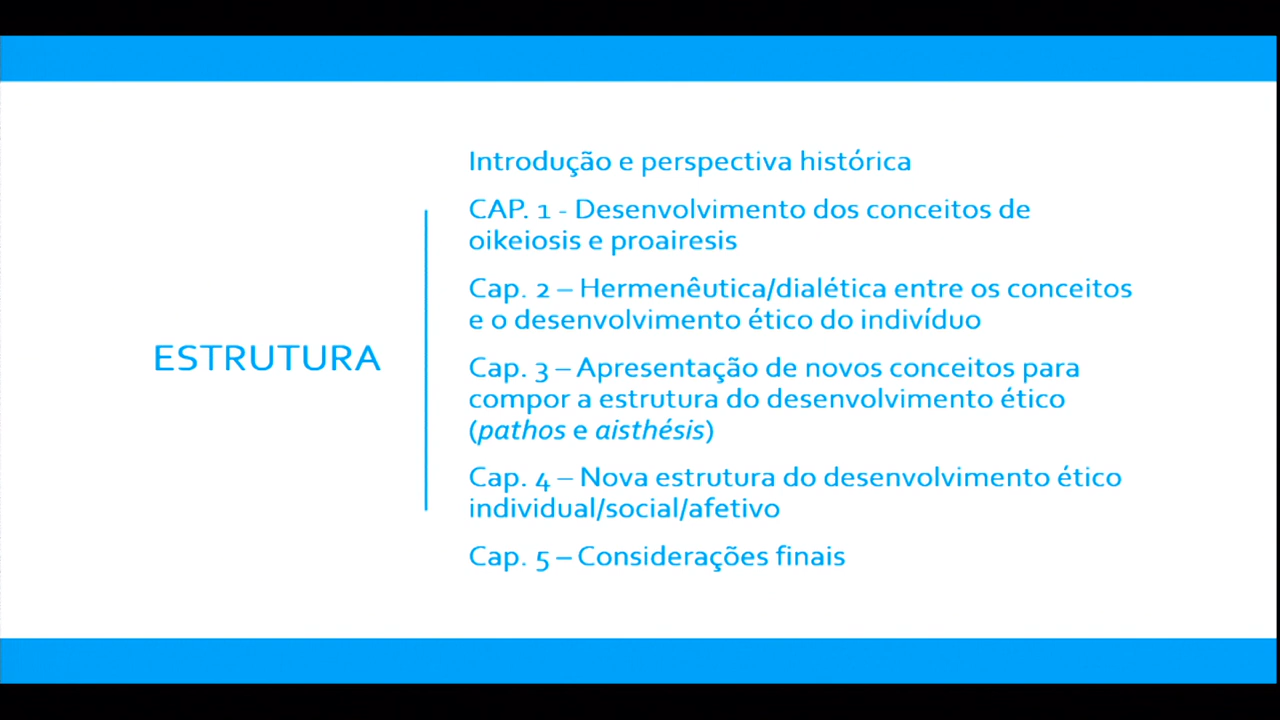 ESTRUTURA
Introdução e perspectiva histórica
CAP. 1 - Desenvolvimento dos conceitos de
oikeiosis e proairesis
Cap. 2 – Hermenêutica/dialética entre os conceitos
e o desenvolvimento ético do indivíduo
Cap. 3 – Apresentação de novos conceitos para
compor a estrutura do desenvolvimento ético
(pathos e aisthésis)
Cap. 4 – Nova estrutura do desenvolvimento ético
individual/social/afetivo
Cap. 5 – Considerações finais